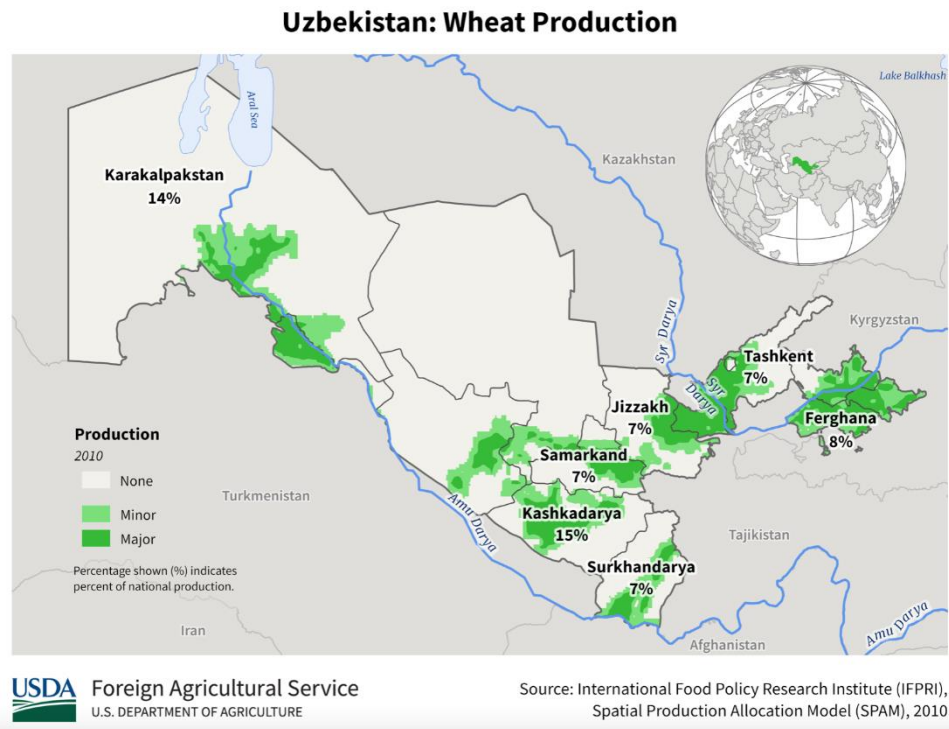 Uzbekistan: Wheat Production
Lake Balkhash
Aral Sea
Kazakhstan
Karakalpakstan
14%
Kyrgyzstan
Syr Darya
Tashkent
7%
Syr
Darya
Jizzakh
7%
Ferghana
8%
Production
2010
None
Minor
Major
Percentage shown (%) indicates
percent of national production.
Samarkand
7%
Turkmenistan
Amu Darya
Kashkadarya
15%
Tajikistan
Surkhandarya
7%
Iran
Afghanistan
Amu Darya
USDA
Foreign Agricultural Service
U.S. DEPARTMENT OF AGRICULTURE
Source: International Food Policy Research Institute (IFPRI),
Spatial Production Allocation Model (SPAM), 2010